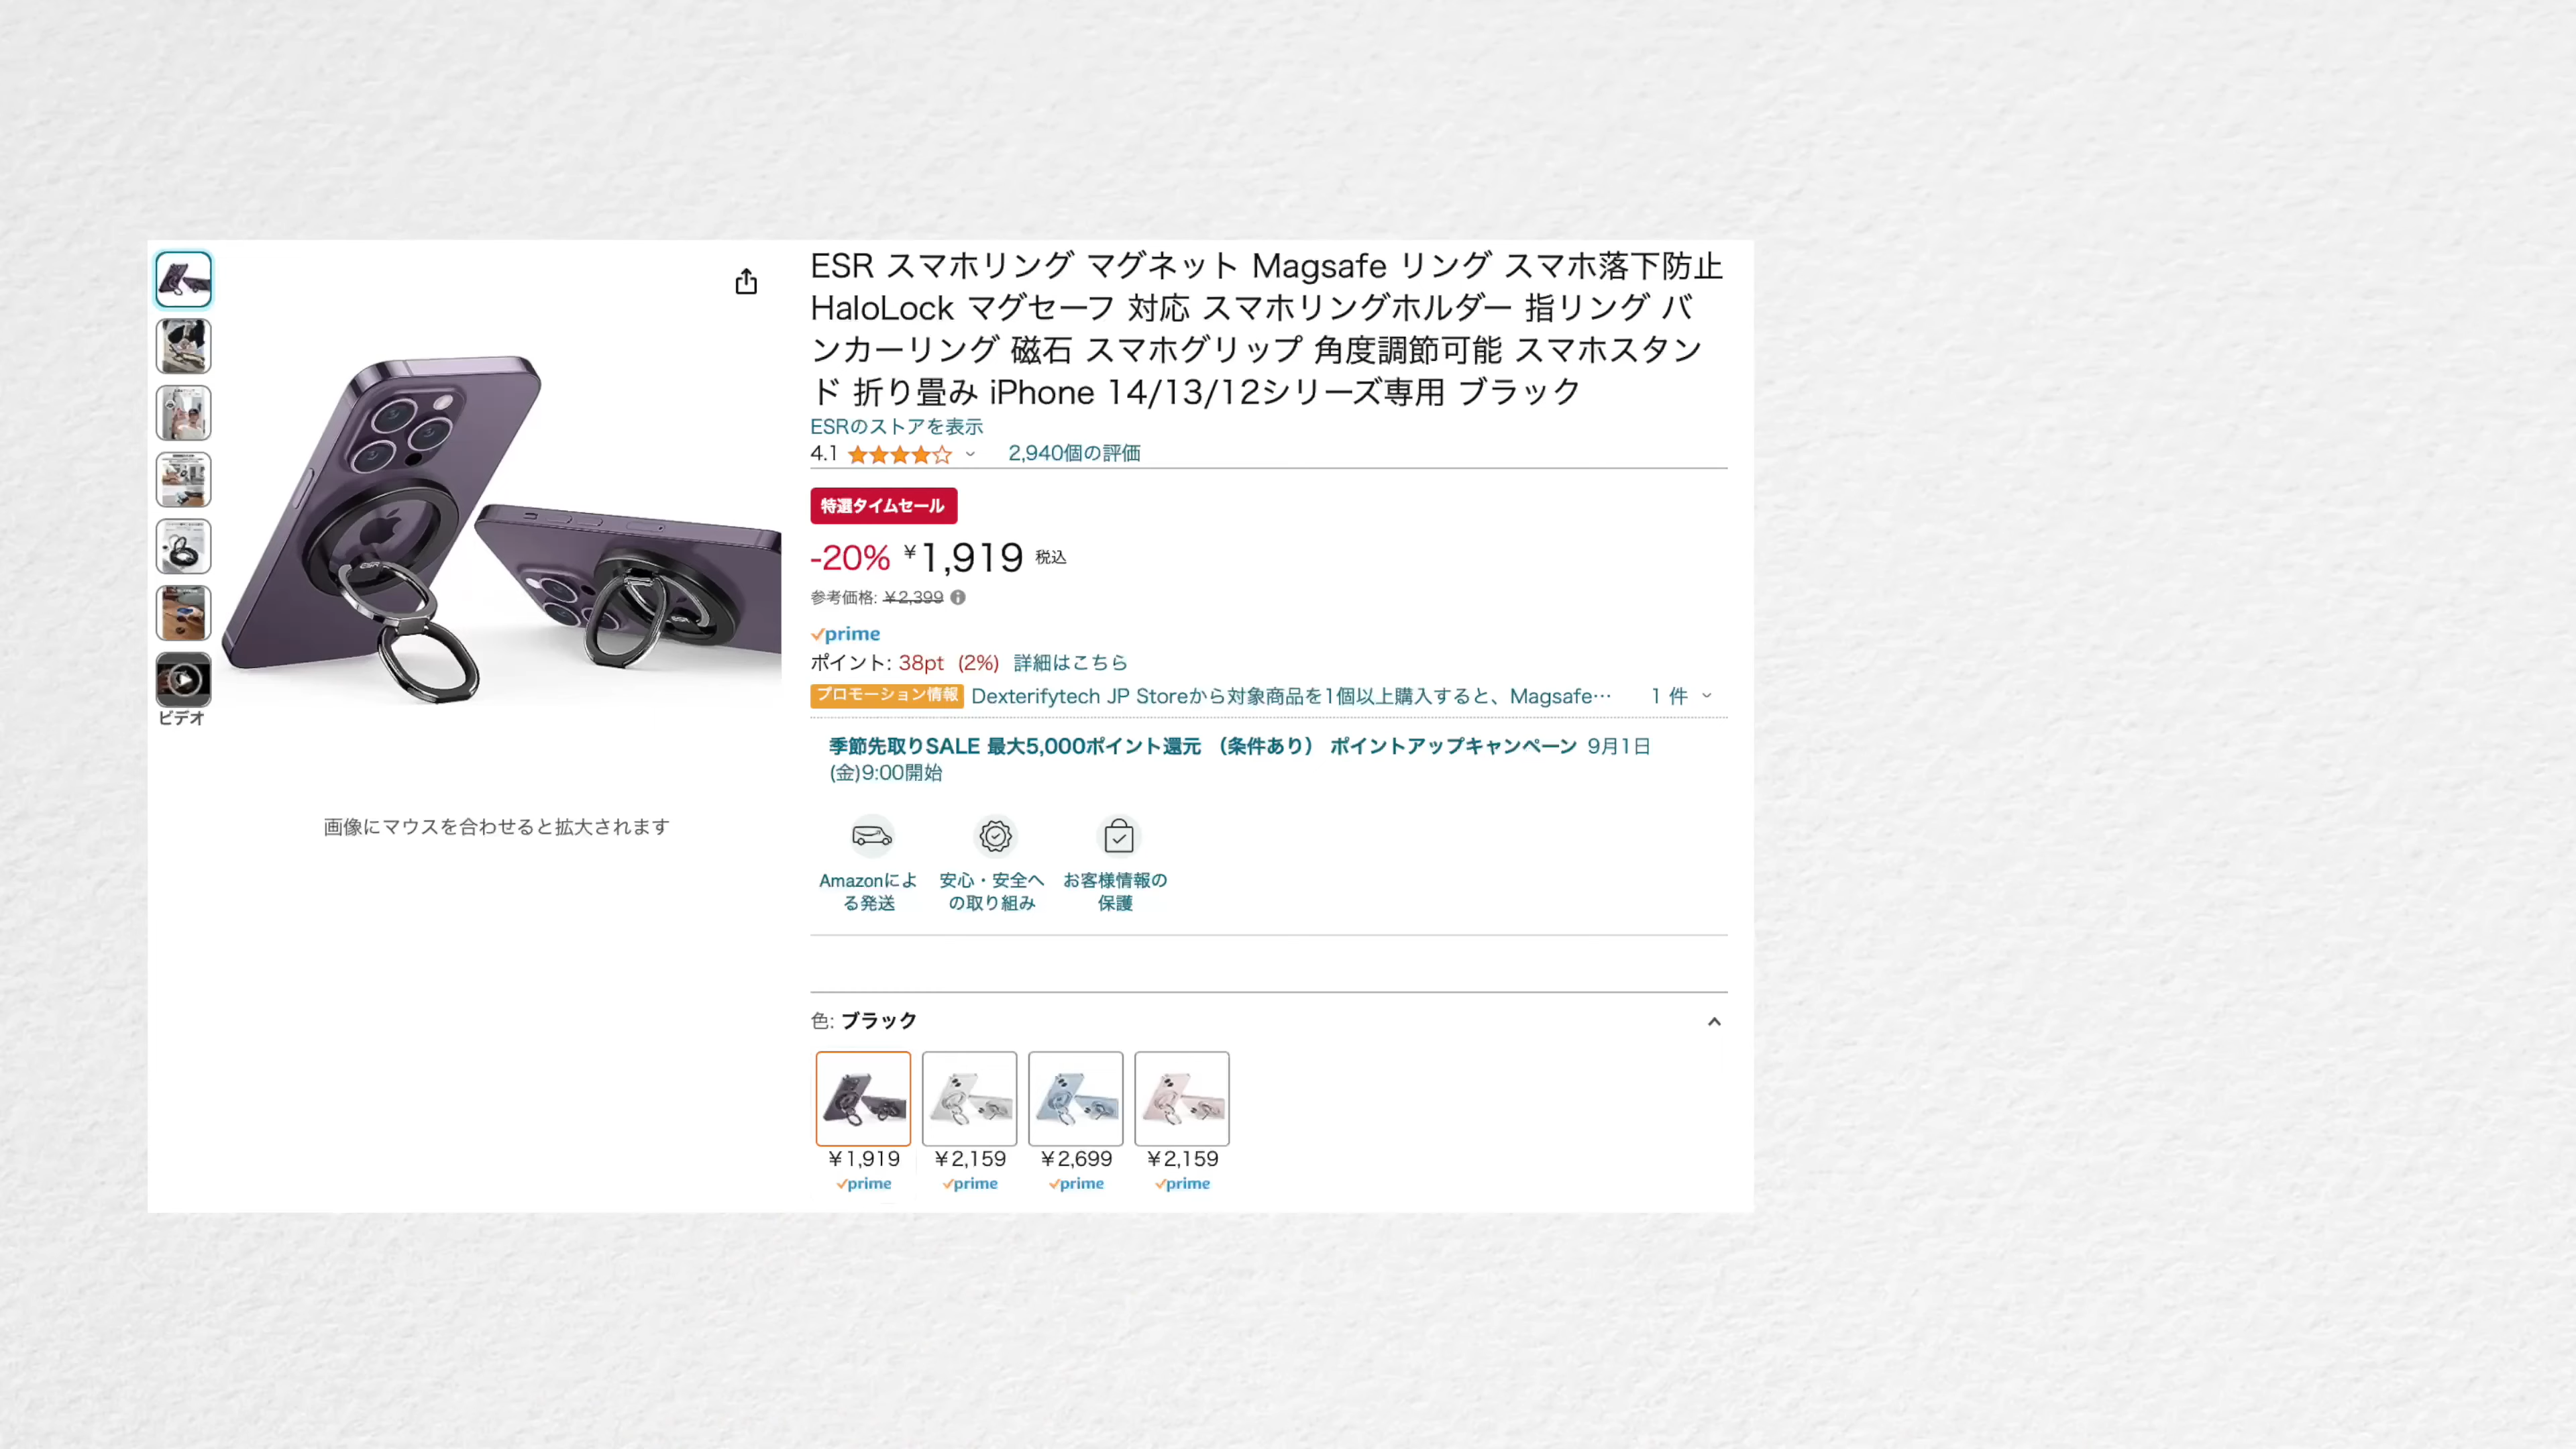 ESR スマホリング マグネット Magsafe リング スマホ落下防止
HaloLock マグセーフ 対応 スマホリングホルダー 指リング バ
ンカーリング 磁石 スマホグリップ 角度調節可能 スマホスタン
ド 折り畳み iPhone 14/13/12シリーズ専用 ブラック
ESRのストアを表示
4.1 2,940個の評価
特選タイムセール
-20% ¥1,919 税込
参考価格: ¥2,399
prime
ポイント: 38pt (2%) 詳細はこちら
プロモーション情報 Dexterifytech JP Storeから対象商品を1個以上購入すると、Magsafe… 1 件
季節先取りSALE 最大5,000ポイント還元 (条件あり) ポイントアップキャンペーン 9月1日
(金)9:00開始
Amazonによ
る発送
安心・安全へ
の取り組み
お客様情報の
保護
色: ブラック
¥1,919 ¥2,159 ¥2,699 ¥2,159
prime prime prime prime
ビデオ
画像にマウスを合わせると拡大されます
ESR